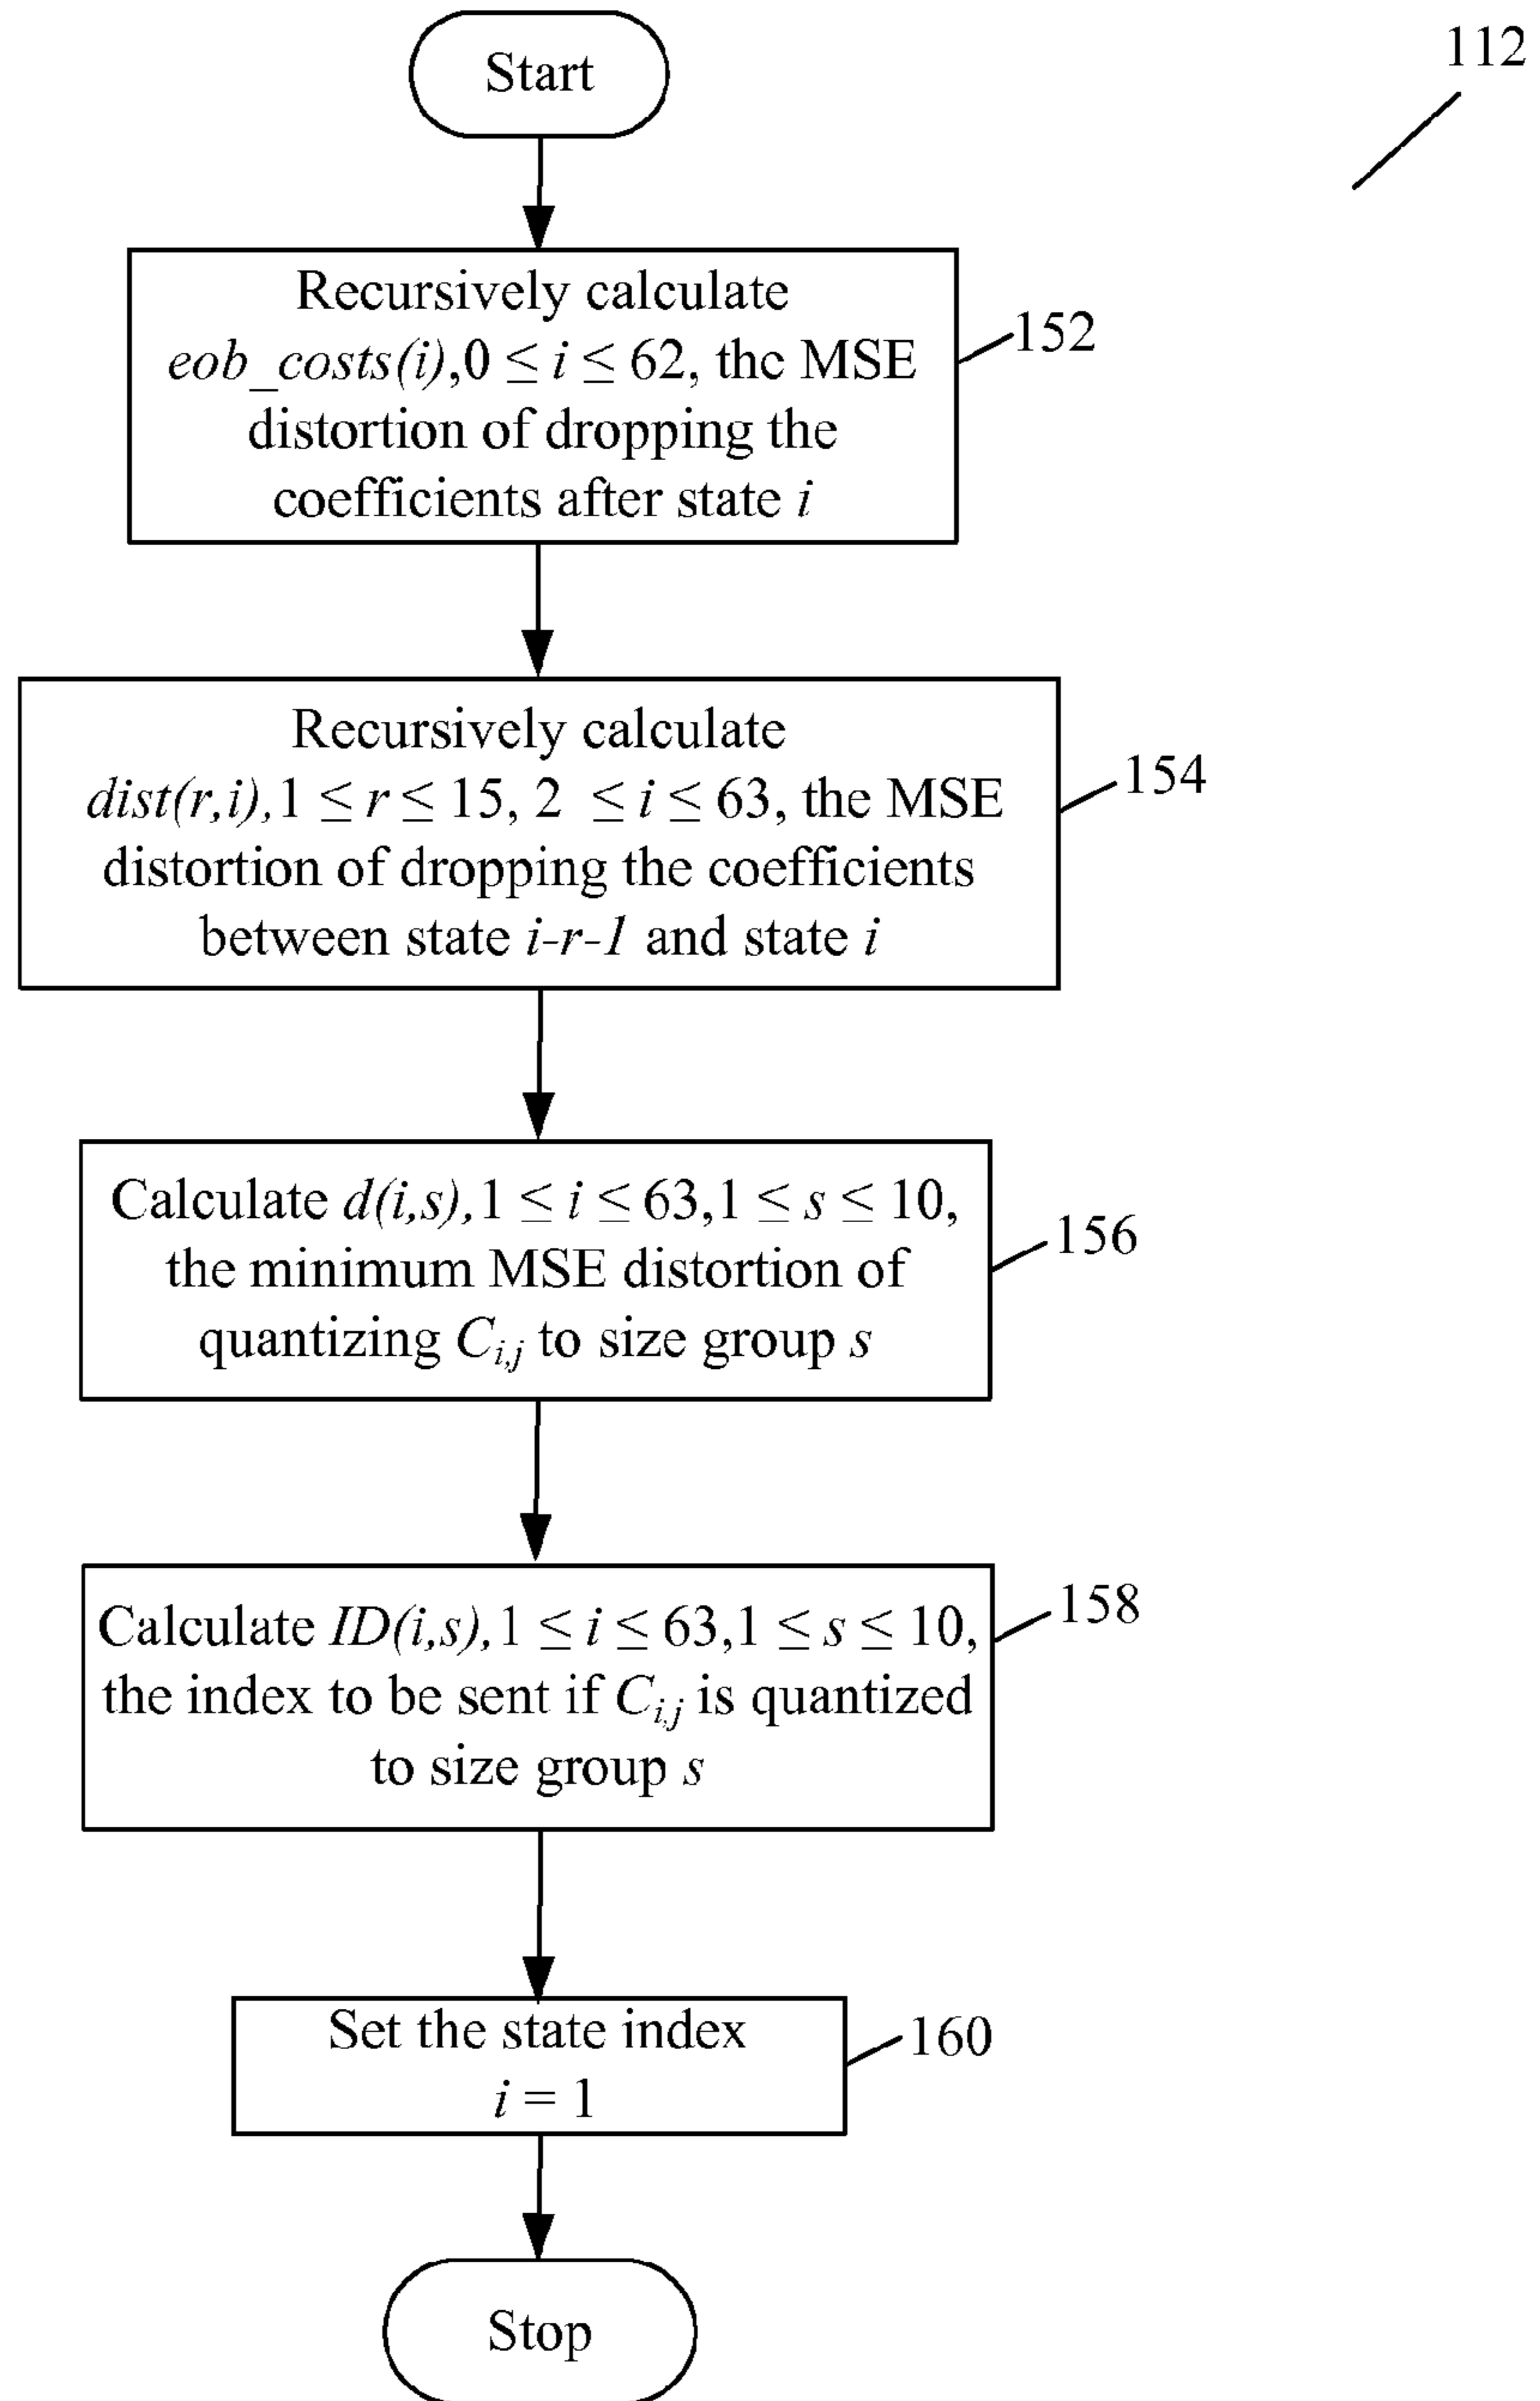 Start
112
Recursively calculate
eob_costs(i),0 ≤ i ≤ 62, the MSE
distortion of dropping the
coefficients after state i
152
Recursively calculate
dist(r,i),1 ≤ r ≤ 15, 2 ≤ i ≤ 63, the MSE
distortion of dropping the coefficients
between state i-r-1 and state i
154
Calculate d(i,s),1 ≤ i ≤ 63,1 ≤ s ≤ 10,
the minimum MSE distortion of
quantizing C_{i,j} to size group s
156
Calculate ID(i,s),1 ≤ i ≤ 63,1 ≤ s ≤ 10,
the index to be sent if C_{i,j} is quantized
to size group s
158
Set the state index
i = 1
160
Stop